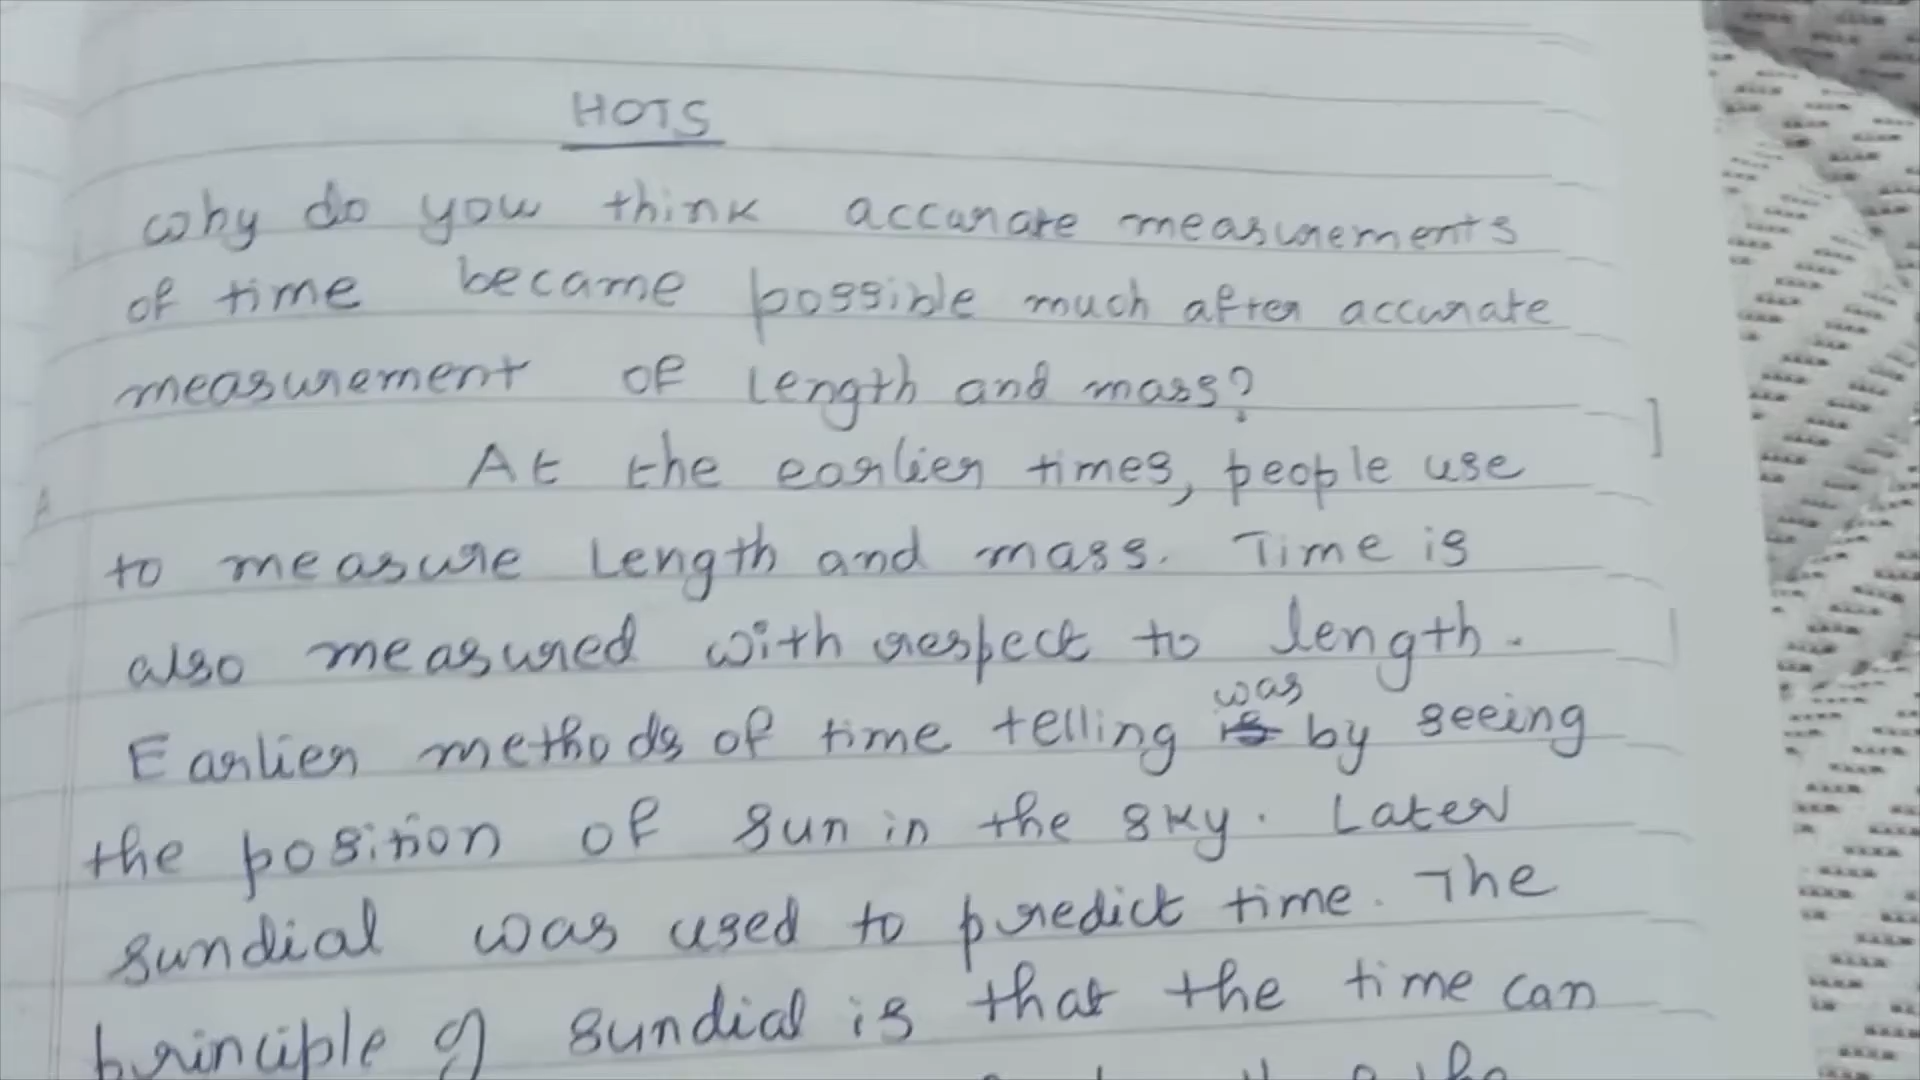 HOTS
Why do you think accurate measurements
of time became possible much after accurate
measurement of length and mass?
At the earlier times, people use
to measure length and mass. Time is
also measured with respect to length.
was
Earlier methods of time telling is by seeing
the position of sun in the sky. Later
sundial was used to predict time. The
principle of sundial is that the time can